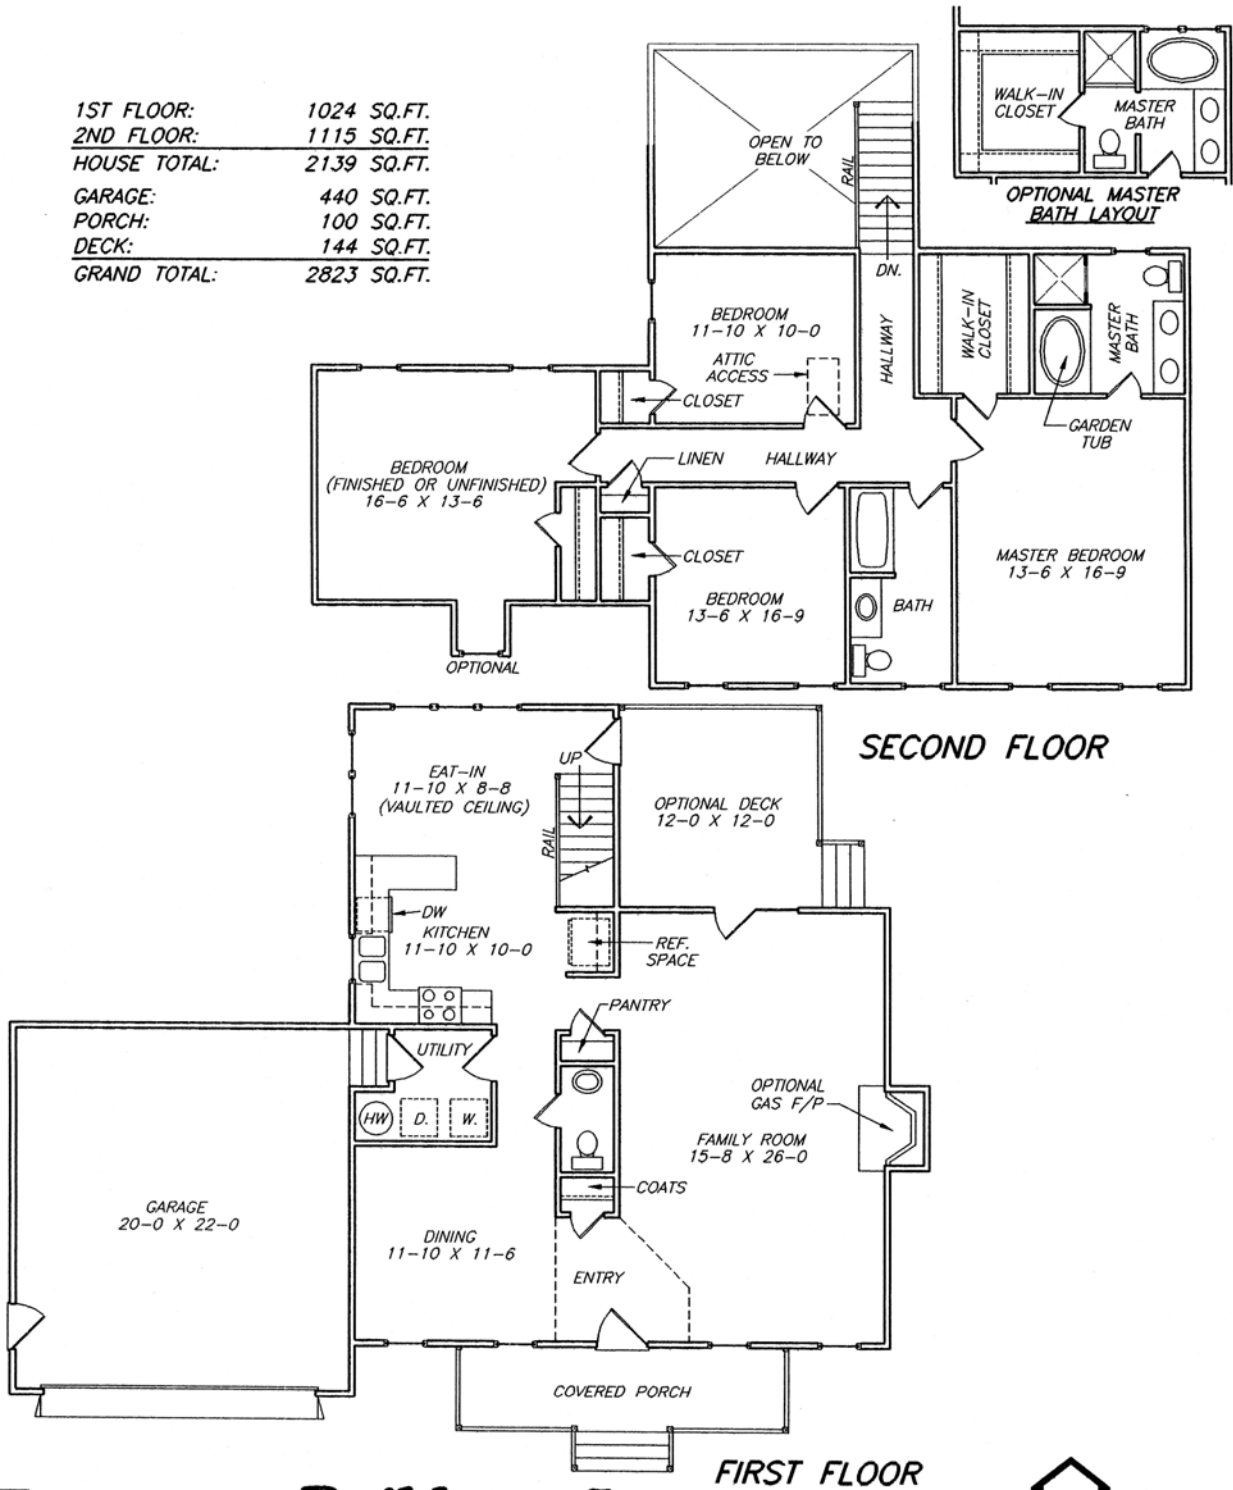 1ST FLOOR: 1024 SQ.FT.
2ND FLOOR: 1115 SQ.FT.
HOUSE TOTAL: 2139 SQ.FT.
GARAGE: 440 SQ.FT.
PORCH: 100 SQ.FT.
DECK: 144 SQ.FT.
GRAND TOTAL: 2823 SQ.FT.
WALK-IN
CLOSET
MASTER
BATH
OPTIONAL MASTER
BATH LAYOUT
OPEN TO
BELOW
RAIL
DN.
BEDROOM
11-10 X 10-0
ATTIC
ACCESS
HALLWAY
WALK-IN
CLOSET
MASTER
BATH
CLOSET
GARDEN
TUB
LINEN
HALLWAY
BEDROOM
(FINISHED OR UNFINISHED)
16-6 X 13-6
CLOSET
MASTER BEDROOM
13-6 X 16-9
BEDROOM
13-6 X 16-9
BATH
OPTIONAL
SECOND FLOOR
EAT-IN
11-10 X 8-8
(VAULTED CEILING)
UP
RAIL
OPTIONAL DECK
12-0 X 12-0
DW
KITCHEN
11-10 X 10-0
REF.
SPACE
PANTRY
UTILITY
HW
D.
W.
OPTIONAL
GAS F/P
FAMILY ROOM
15-8 X 26-0
COATS
GARAGE
20-0 X 22-0
DINING
11-10 X 11-6
ENTRY
COVERED PORCH
FIRST FLOOR